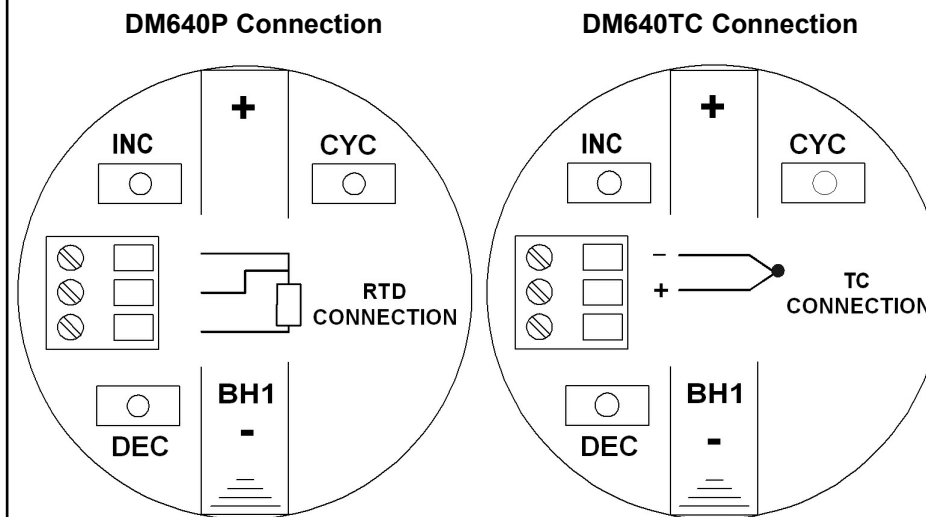 DM640P Connection
DM640TC Connection
+
INC
CYC
RTD
CONNECTION
BH1
-
DEC
+
INC
CYC
-
+
TC
CONNECTION
BH1
-
DEC